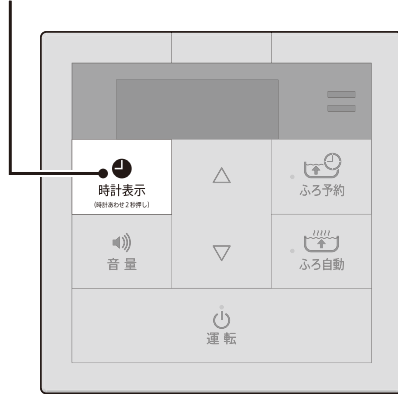 時計表示
(時計あわせ2秒押し)
ふろ予約
音量
ふろ自動
運転